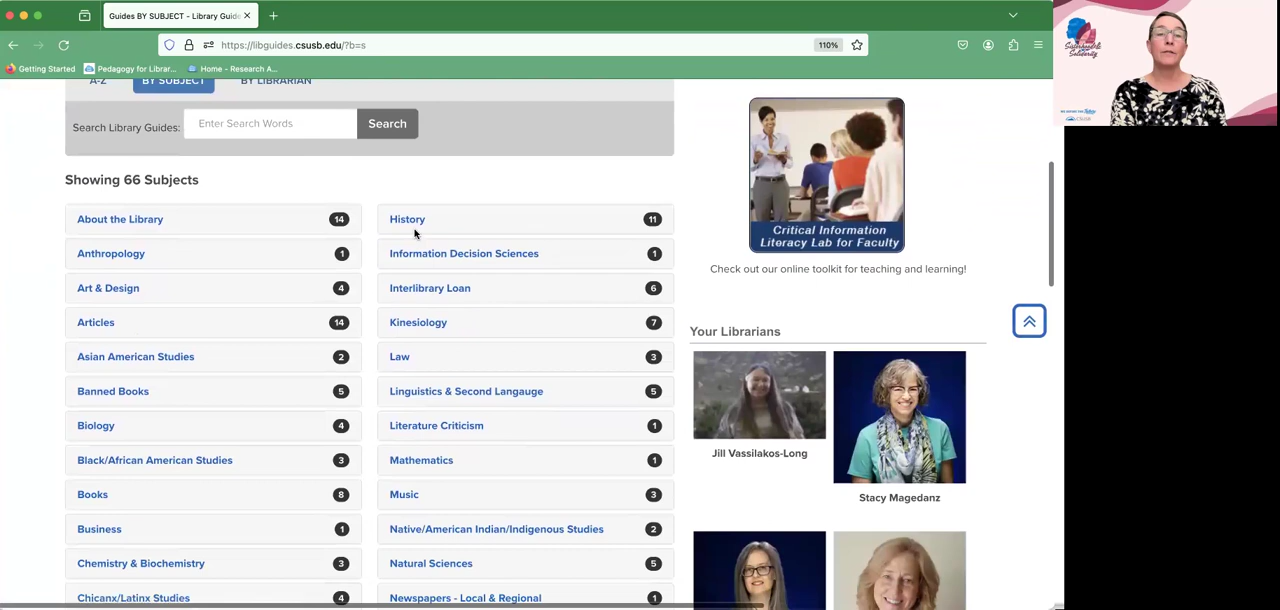 Guides BY SUBJECT - Library Guide
https://libguides.csusb.edu/?b=s
110%
Getting Started
Pedagogy for Librar...
Home - Research A...
A-Z
BY SUBJECT
BY LIBRARIAN
Search Library Guides:
Enter Search Words
Search
Showing 66 Subjects
About the Library 14
Anthropology 1
Art & Design 4
Articles 14
Asian American Studies 2
Banned Books 5
Biology 4
Black/African American Studies 3
Books 8
Business 1
Chemistry & Biochemistry 3
Chicanx/Latinx Studies 4
History 11
Information Decision Sciences 1
Interlibrary Loan 6
Kinesiology 7
Law 3
Linguistics & Second Langauge 5
Literature Criticism 1
Mathematics 1
Music 3
Native/American Indian/Indigenous Studies 2
Natural Sciences 5
Newspapers - Local & Regional 1
Critical Information
Literacy Lab for Faculty
Check out our online toolkit for teaching and learning!
Your Librarians
Jill Vassilakos-Long
Stacy Magedanz
Sisterhood &
Solidarity
CSUSB